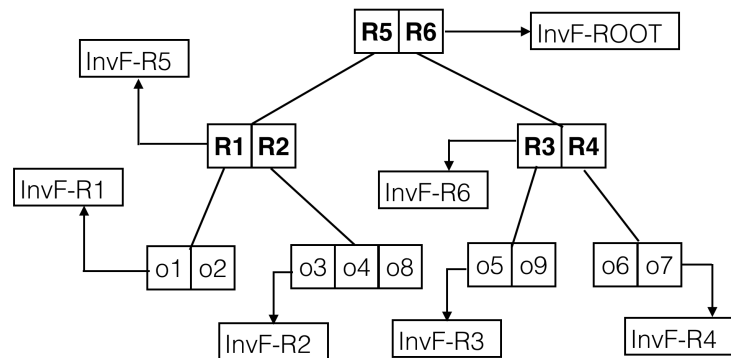 R5 R6
InvF-ROOT
InvF-R5
R1 R2
R3 R4
InvF-R1
InvF-R6
o1 o2
o3 o4 o8
o5 o9
o6 o7
InvF-R2
InvF-R3
InvF-R4